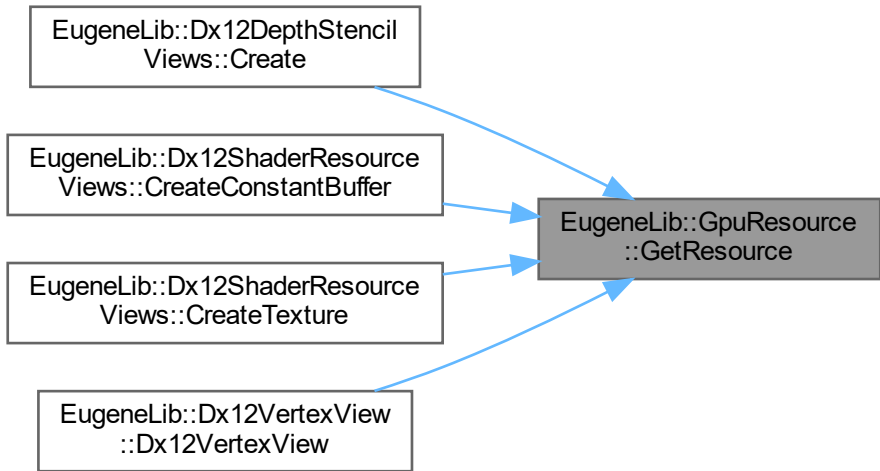 EugeneLib::Dx12DepthStencil
Views::Create
EugeneLib::Dx12ShaderResource
Views::CreateConstantBuffer
EugeneLib::GpuResource
::GetResource
EugeneLib::Dx12ShaderResource
Views::CreateTexture
EugeneLib::Dx12VertexView
::Dx12VertexView